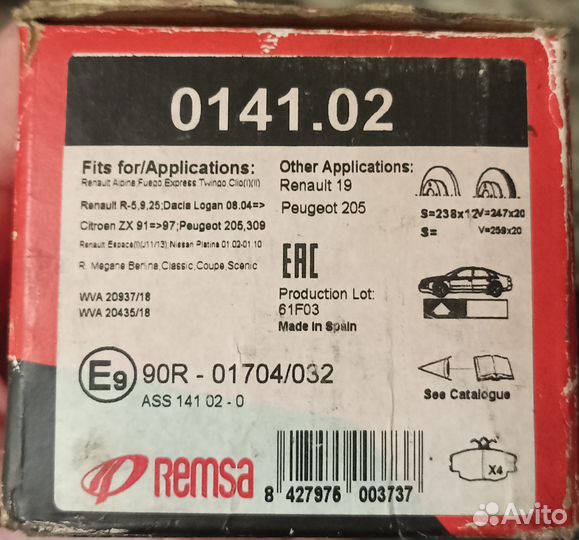 0141.02
Fits for/Applications:
Renault Alpine,Fuego,Express Twingo,Clio(I)(II)
Renault R-5,9,25;Dacia Logan 08.04=>
Citroen ZX 91=>97;Peugeot 205,309
Renault Espace(I)(J11/13) Nissan Platina 01.02-01.10
R. Megane Berlina,Classic,Coupe,Scenic
WVA 20937/18
WVA 20435/18
Other Applications:
Renault 19
Peugeot 205
EAC
Production Lot:
61F03
Made in Spain
S=238x12 V=247x20
S= V=259x20
See Catalogue
E9 90R - 01704/032
ASS 141 02 - 0
REMSA
8 427975 003737
X4
Avito